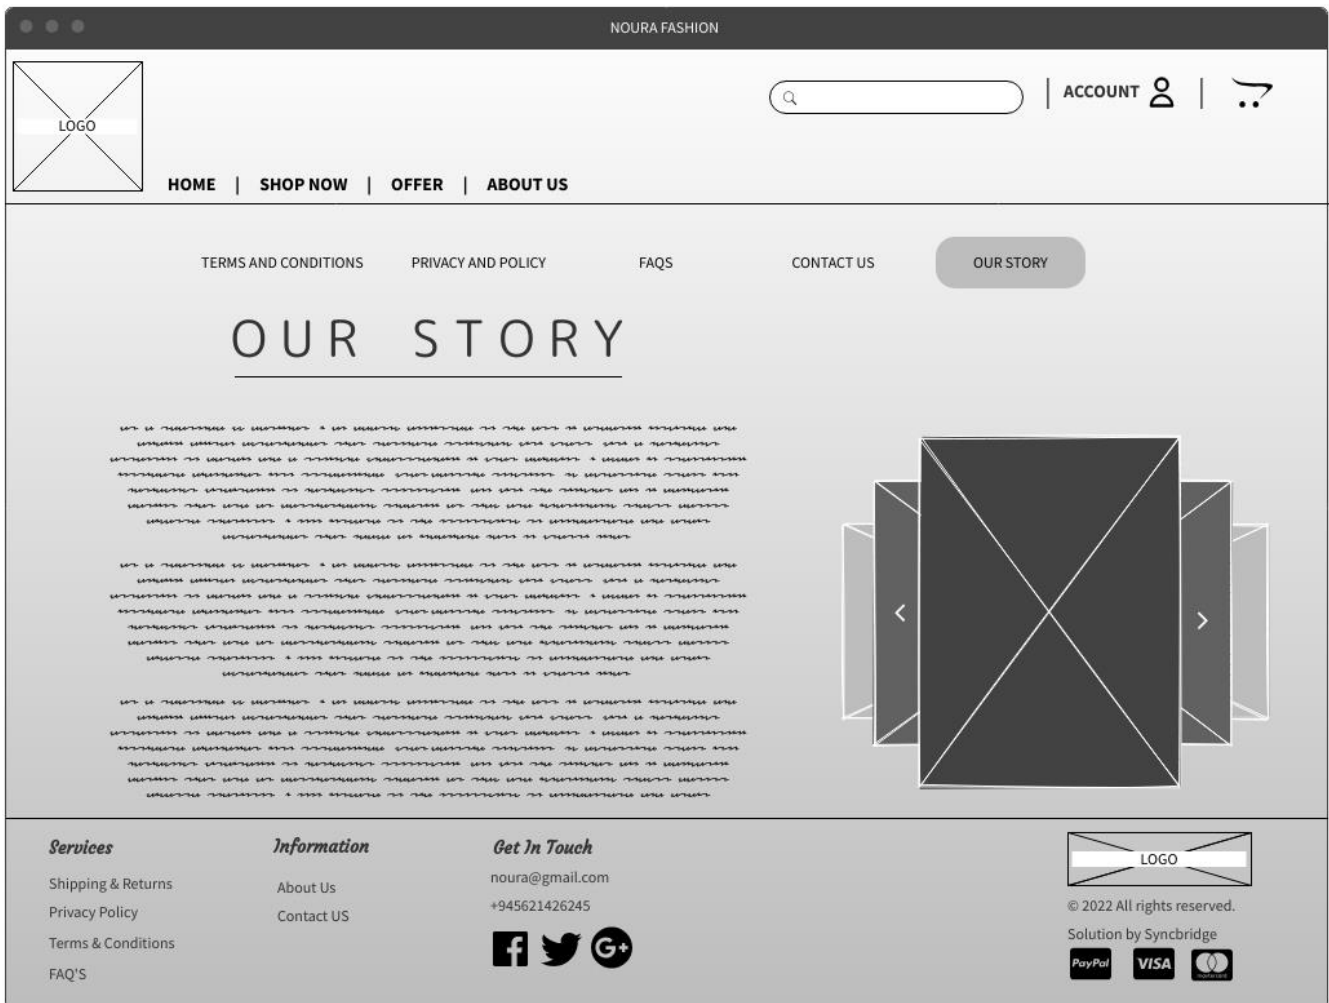 NOURA FASHION
LOGO
ACCOUNT
HOME | SHOP NOW | OFFER | ABOUT US
TERMS AND CONDITIONS PRIVACY AND POLICY FAQS CONTACT US OUR STORY
OUR STORY
Services
Shipping & Returns
Privacy Policy
Terms & Conditions
FAQ'S
Information
About Us
Contact US
Get In Touch
noura@gmail.com
+945621426245
LOGO
© 2022 All rights reserved.
Solution by Syncbridge
PayPal VISA mastercard